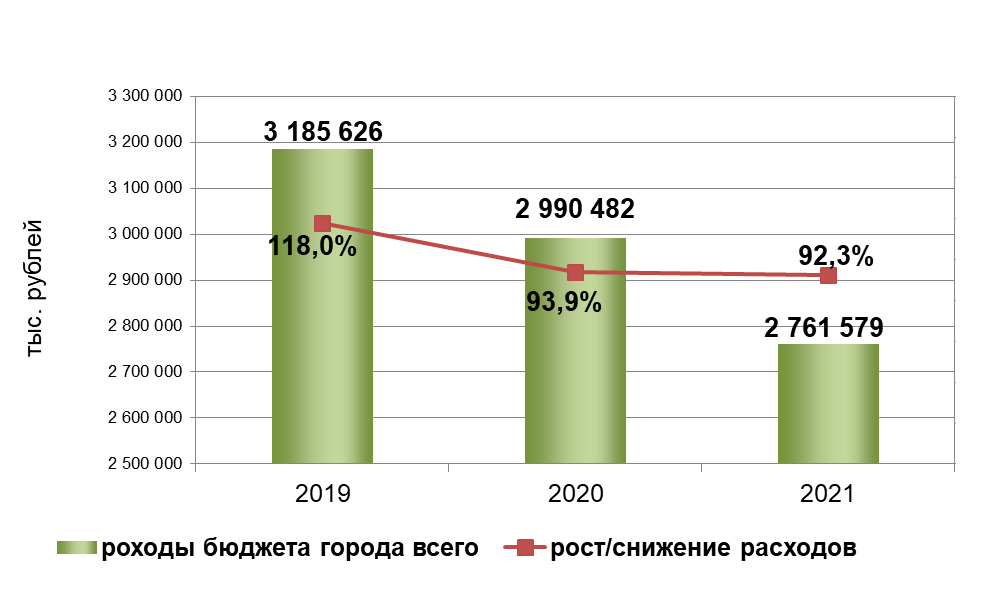 3 300 000
3 200 000
3 100 000
3 000 000
2 900 000
2 800 000
2 700 000
2 600 000
2 500 000
тыс. рублей
3 185 626
118,0%
2 990 482
93,9%
92,3%
2 761 579
2019 2020 2021
роходы бюджета города всего рост/снижение расходов